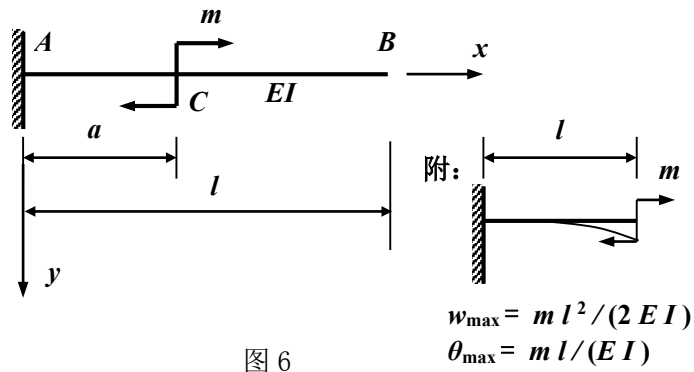 m
A
B
x
C
EI
a
l
附：
l
m
y
w_max = m l² / (2 E I)
θ_max = m l / (E I)
图 6